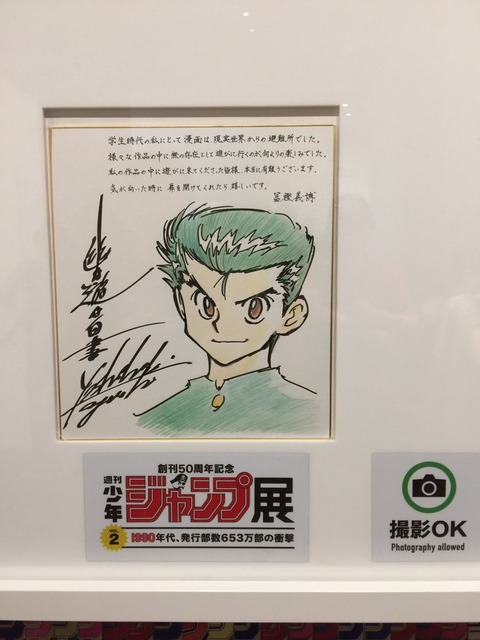 学生時代の私にとって漫画は、現実世界からの避難所でした。
様々な作品の中に無の存在として遊びに行くのが何よりの楽しみでした。
私の作品の中に遊びに来てくださった皆様、本当に有難うございます。
気が向いた時に 扉を開けてくれたら嬉しいです。
冨樫義博
幽☆遊☆白書
創刊50周年記念
週刊
少年
ジャンプ展
VOL.
2
1990年代、発行部数653万部の衝撃
撮影OK
Photography allowed